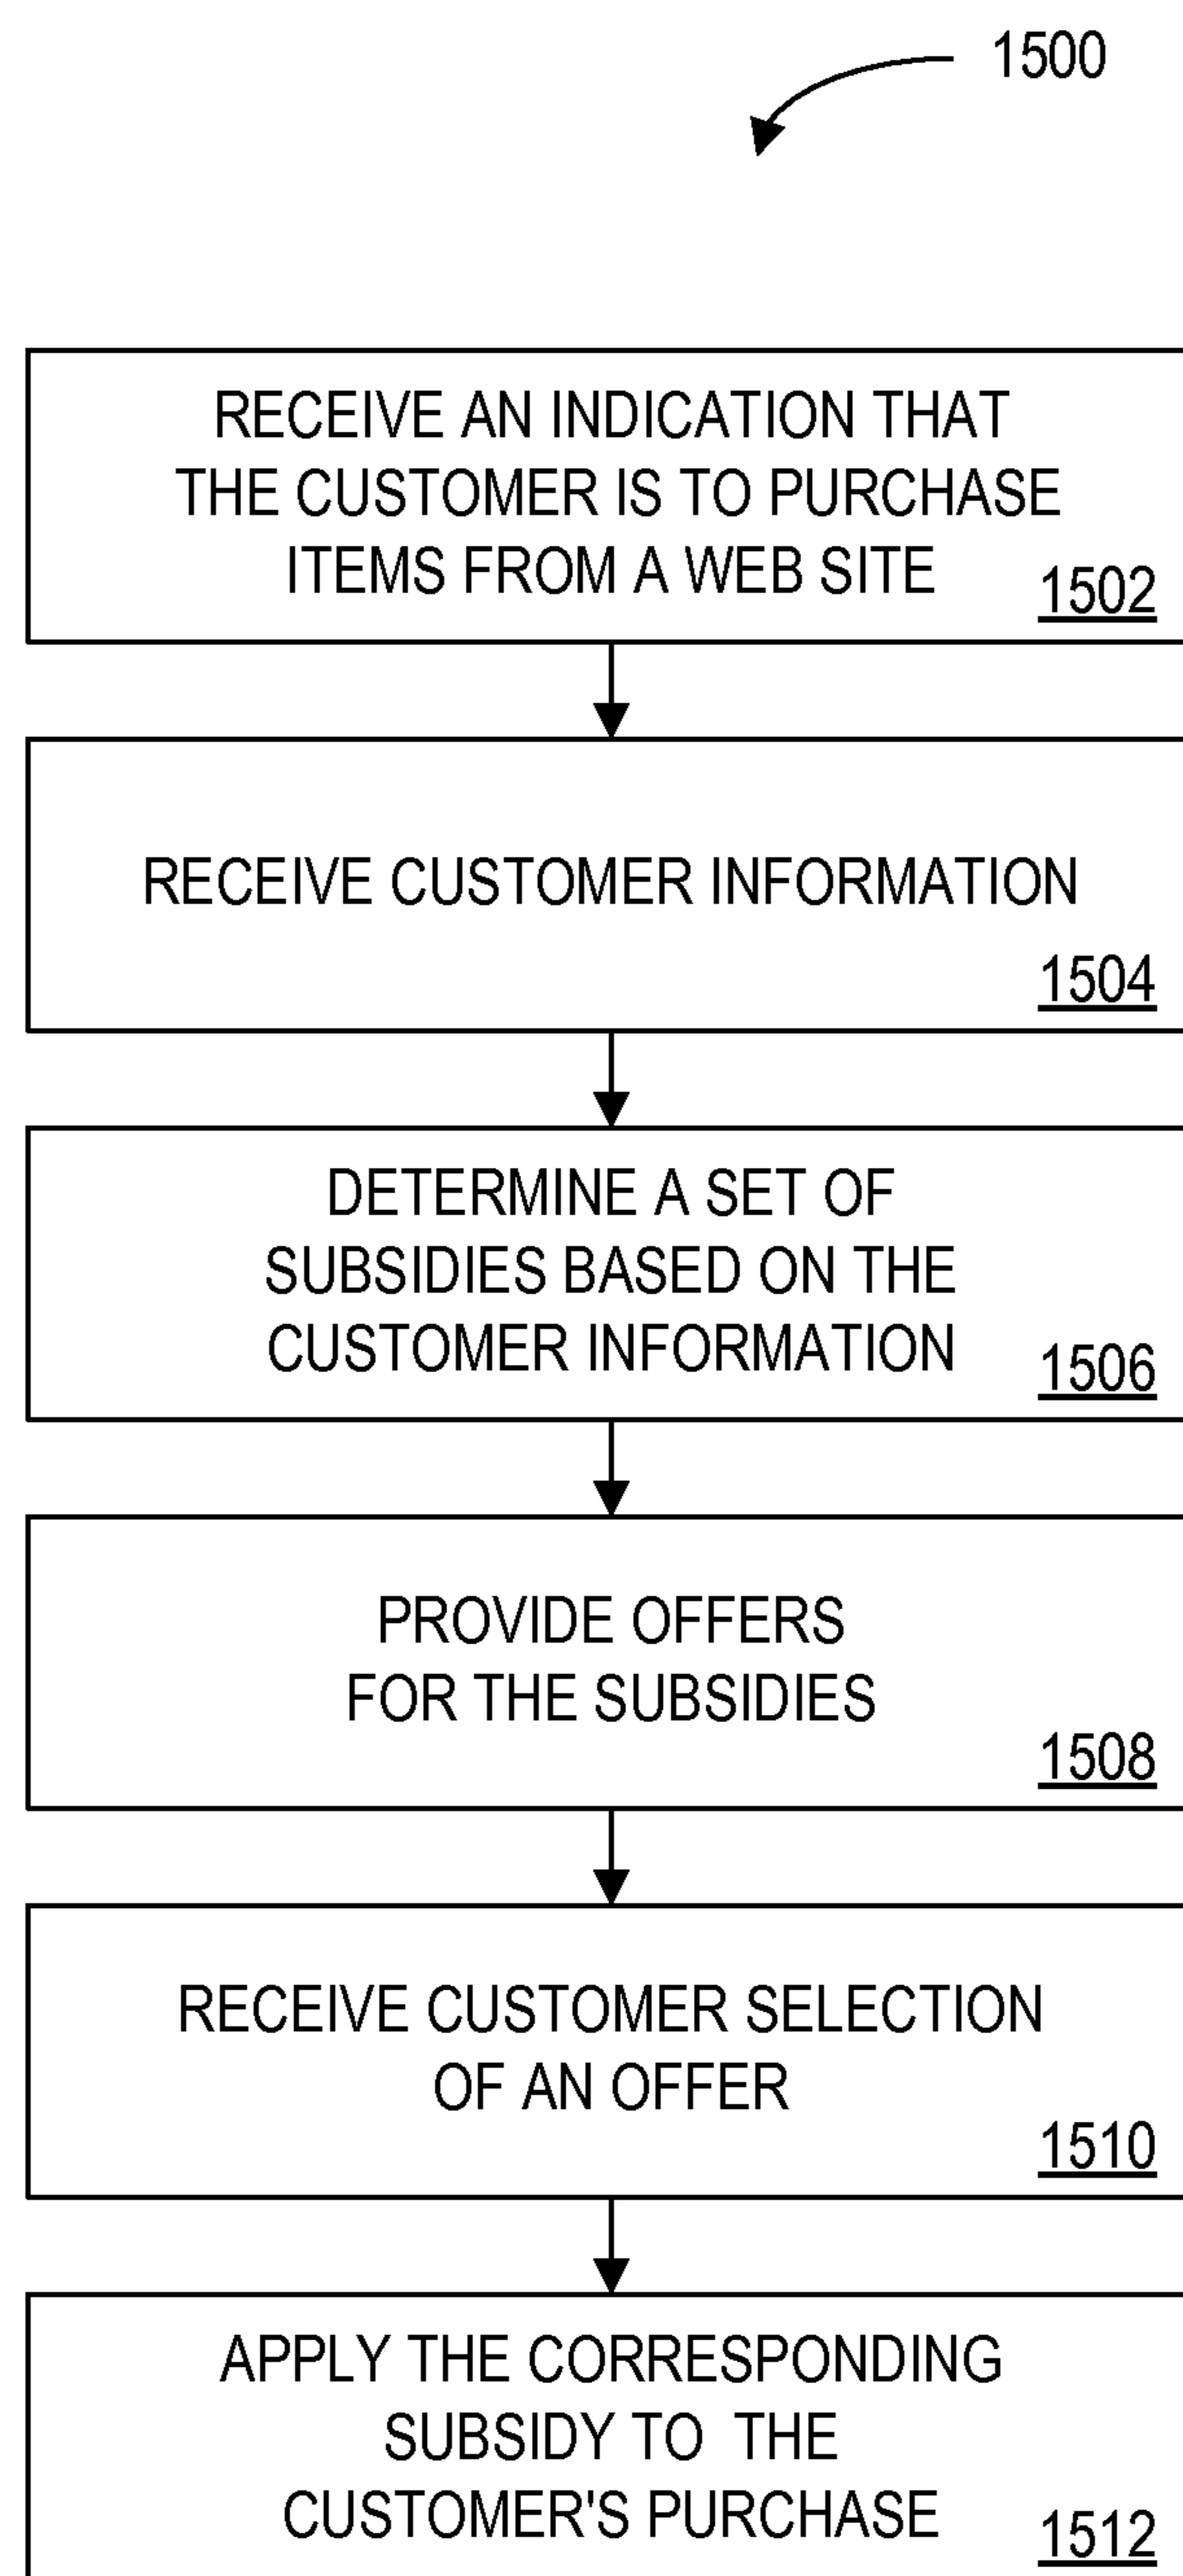 1500
RECEIVE AN INDICATION THAT
THE CUSTOMER IS TO PURCHASE
ITEMS FROM A WEB SITE
1502
RECEIVE CUSTOMER INFORMATION
1504
DETERMINE A SET OF
SUBSIDIES BASED ON THE
CUSTOMER INFORMATION
1506
PROVIDE OFFERS
FOR THE SUBSIDIES
1508
RECEIVE CUSTOMER SELECTION
OF AN OFFER
1510
APPLY THE CORRESPONDING
SUBSIDY TO THE
CUSTOMER'S PURCHASE
1512